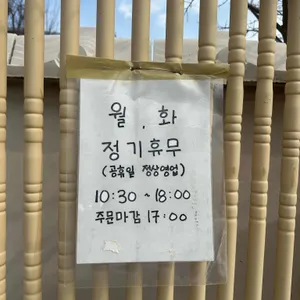 월, 화
정기휴무
(공휴일 정상영업)
10:30 ~ 18:00
주문마감 17:00